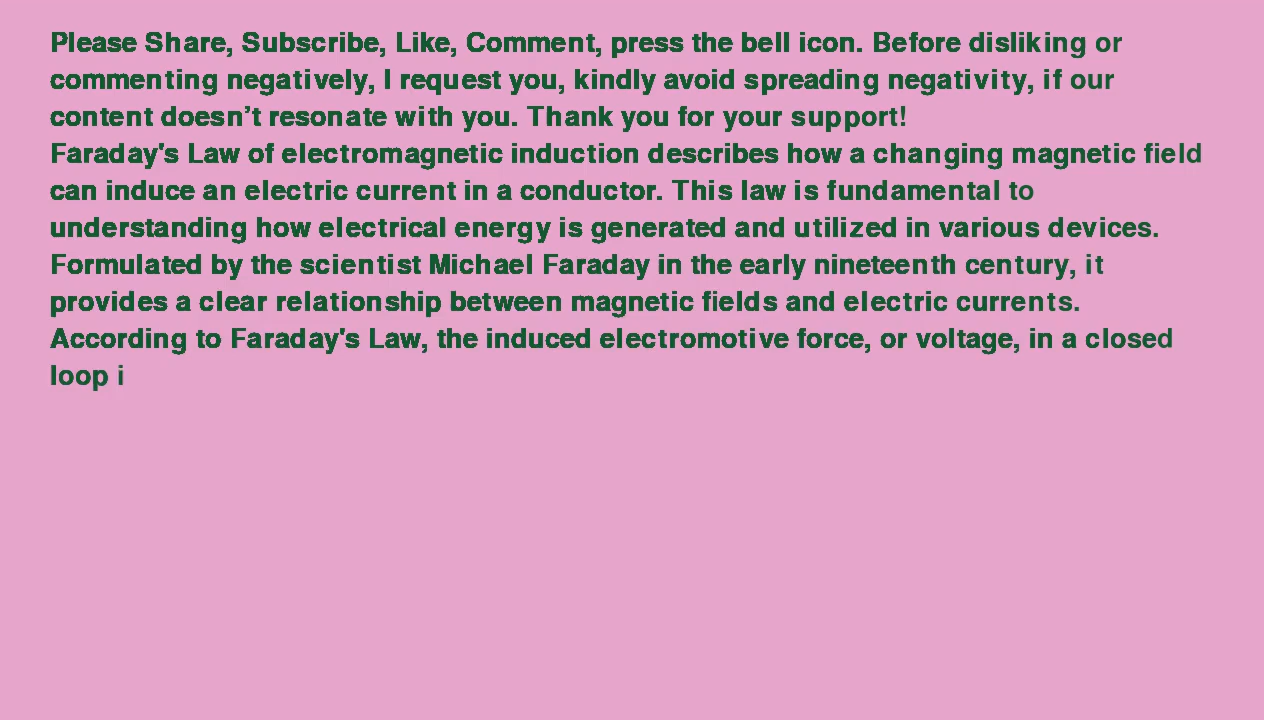 Please Share, Subscribe, Like, Comment, press the bell icon. Before disliking or
commenting negatively, I request you, kindly avoid spreading negativity, if our
content doesn’t resonate with you. Thank you for your support!
Faraday's Law of electromagnetic induction describes how a changing magnetic field
can induce an electric current in a conductor. This law is fundamental to
understanding how electrical energy is generated and utilized in various devices.
Formulated by the scientist Michael Faraday in the early nineteenth century, it
provides a clear relationship between magnetic fields and electric currents.
According to Faraday's Law, the induced electromotive force, or voltage, in a closed
loop i